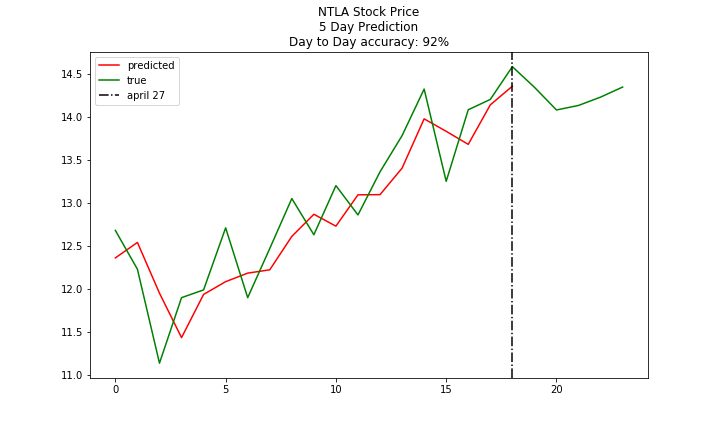 NTLA Stock Price
5 Day Prediction
Day to Day accuracy: 92%
predicted
true
april 27
14.5
14.0
13.5
13.0
12.5
12.0
11.5
11.0
0 5 10 15 20